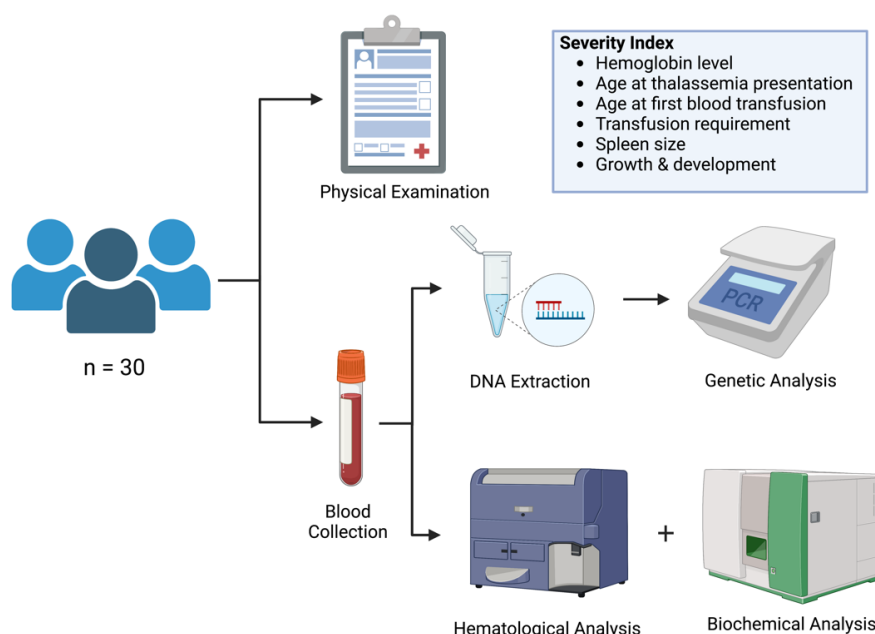 Severity Index
• Hemoglobin level
• Age at thalassemia presentation
• Age at first blood transfusion
• Transfusion requirement
• Spleen size
• Growth & development
Physical Examination
n = 30
PCR
DNA Extraction
Genetic Analysis
Blood
Collection
+
Hematological Analysis
Biochemical Analysis